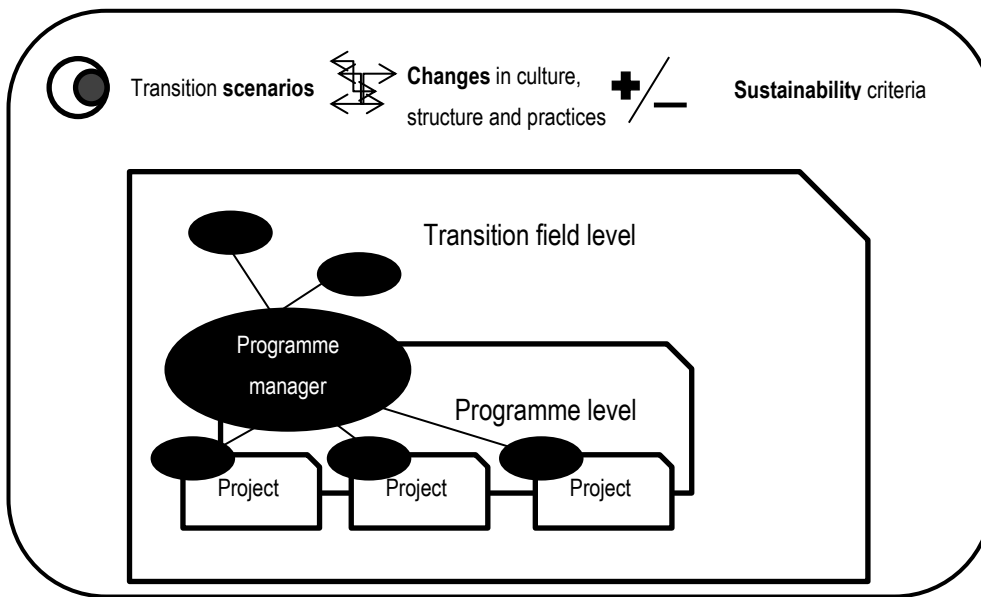 Transition scenarios
Changes in culture,
structure and practices
Sustainability criteria
Transition field level
Programme
manager
Programme level
Project
Project
Project